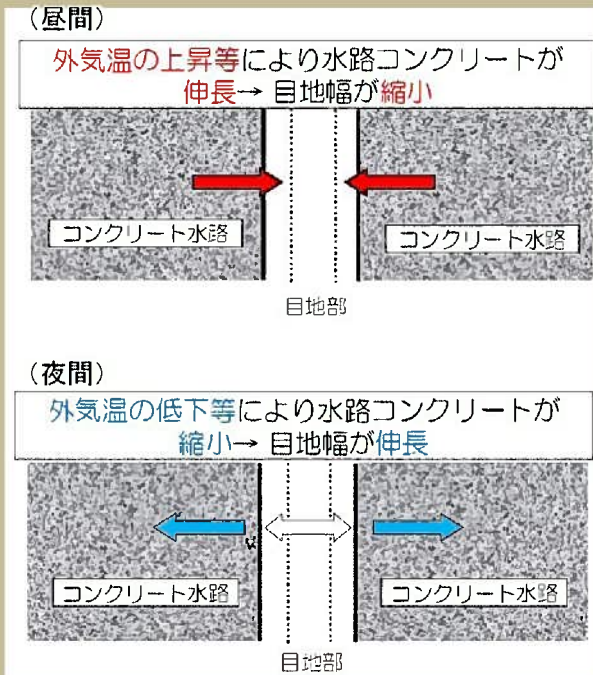 （昼間）
外気温の上昇等により水路コンクリートが
伸長→ 目地幅が縮小
コンクリート水路
コンクリート水路
目地部
（夜間）
外気温の低下等により水路コンクリートが
縮小→ 目地幅が伸長
コンクリート水路
コンクリート水路
目地部